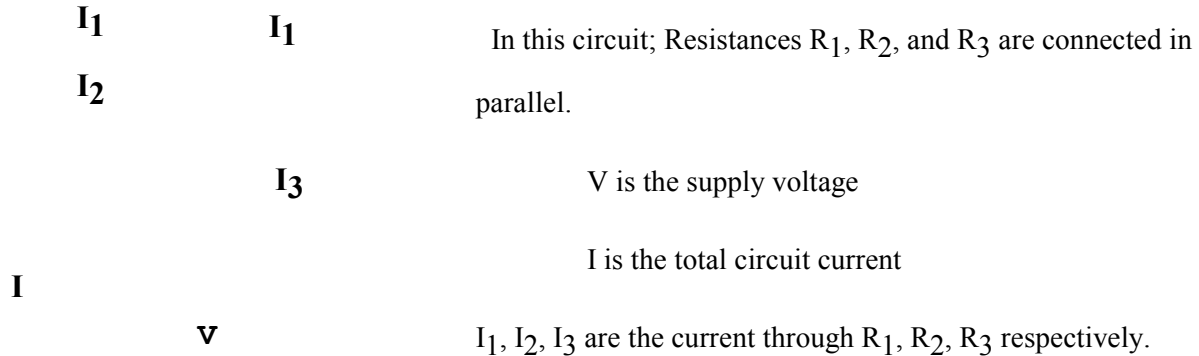 I1 I1
In this circuit; Resistances R1, R2, and R3 are connected in
I2
parallel.
I3
V is the supply voltage
I is the total circuit current
I
V
I1, I2, I3 are the current through R1, R2, R3 respectively.